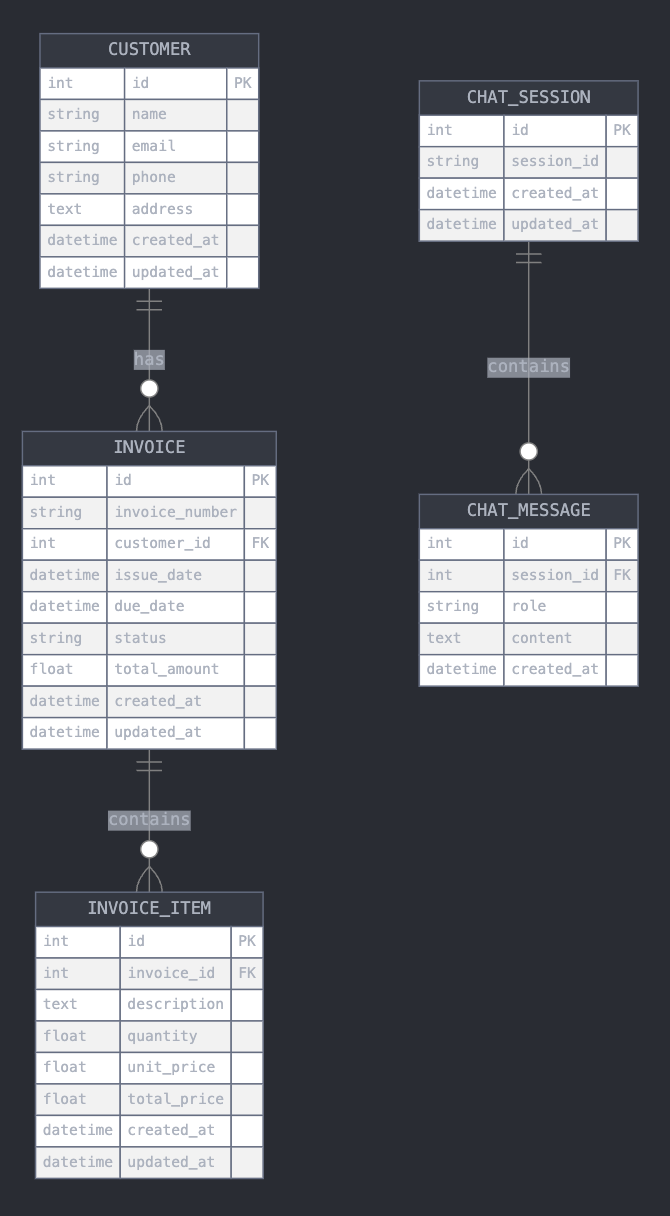 CUSTOMER
int id PK
string name
string email
string phone
text address
datetime created_at
datetime updated_at
has
INVOICE
int id PK
string invoice_number
int customer_id FK
datetime issue_date
datetime due_date
string status
float total_amount
datetime created_at
datetime updated_at
contains
INVOICE_ITEM
int id PK
int invoice_id FK
text description
float quantity
float unit_price
float total_price
datetime created_at
datetime updated_at
CHAT_SESSION
int id PK
string session_id
datetime created_at
datetime updated_at
contains
CHAT_MESSAGE
int id PK
int session_id FK
string role
text content
datetime created_at